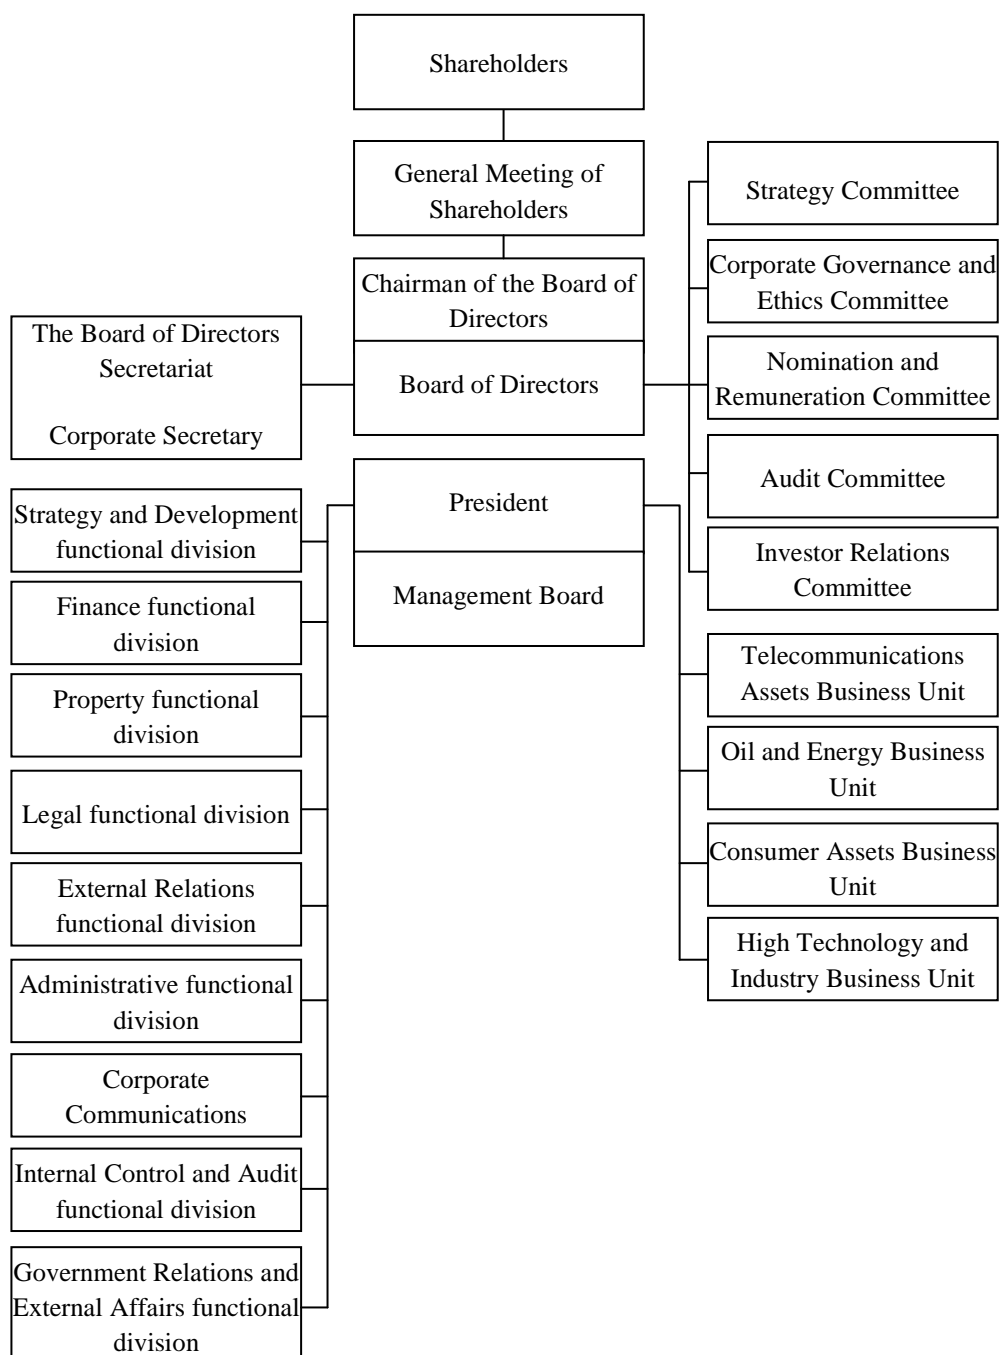 Shareholders
General Meeting of
Shareholders
Chairman of the Board of
Directors
Board of Directors
The Board of Directors
Secretariat
Corporate Secretary
Strategy Committee
Corporate Governance and
Ethics Committee
Nomination and
Remuneration Committee
Audit Committee
Investor Relations
Committee
President
Management Board
Strategy and Development
functional division
Finance functional
division
Property functional
division
Legal functional division
External Relations
functional division
Administrative functional
division
Corporate
Communications
Internal Control and Audit
functional division
Government Relations and
External Affairs functional
division
Telecommunications
Assets Business Unit
Oil and Energy Business
Unit
Consumer Assets Business
Unit
High Technology and
Industry Business Unit